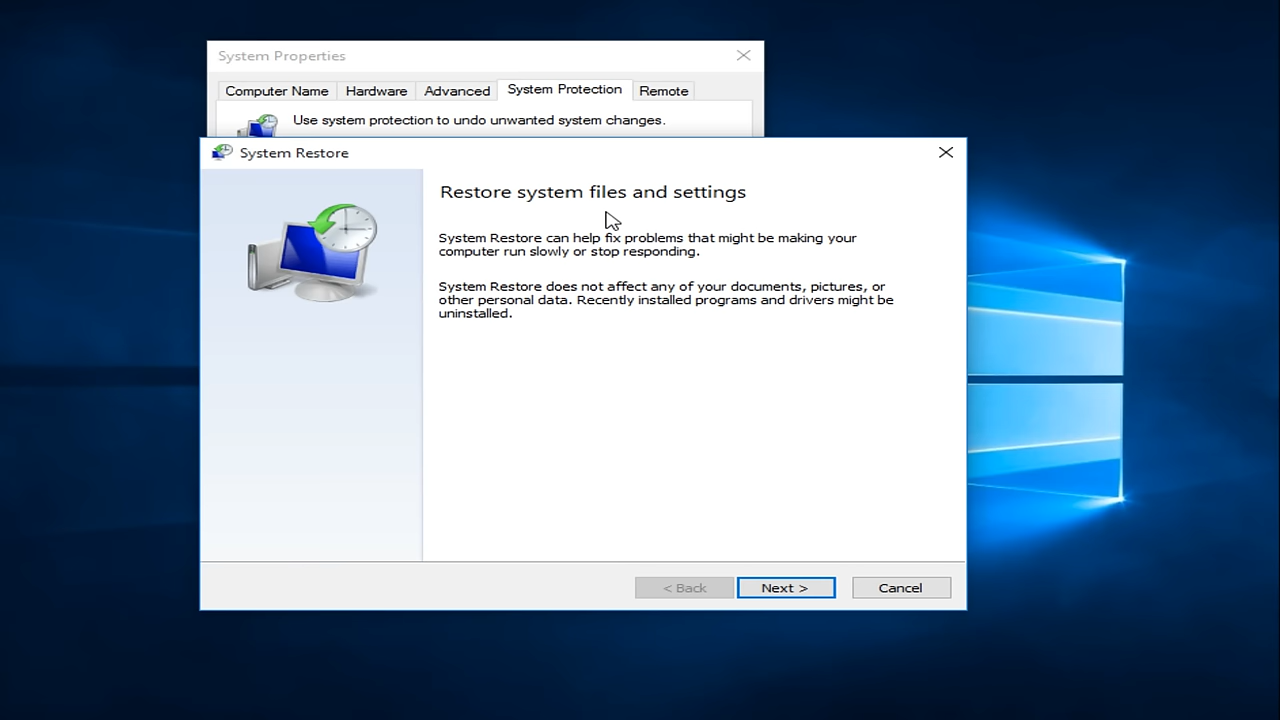 System Properties
Computer Name Hardware Advanced System Protection Remote
Use system protection to undo unwanted system changes.
System Restore
Restore system files and settings
System Restore can help fix problems that might be making your
computer run slowly or stop responding.
System Restore does not affect any of your documents, pictures, or
other personal data. Recently installed programs and drivers might be
uninstalled.
< Back Next > Cancel